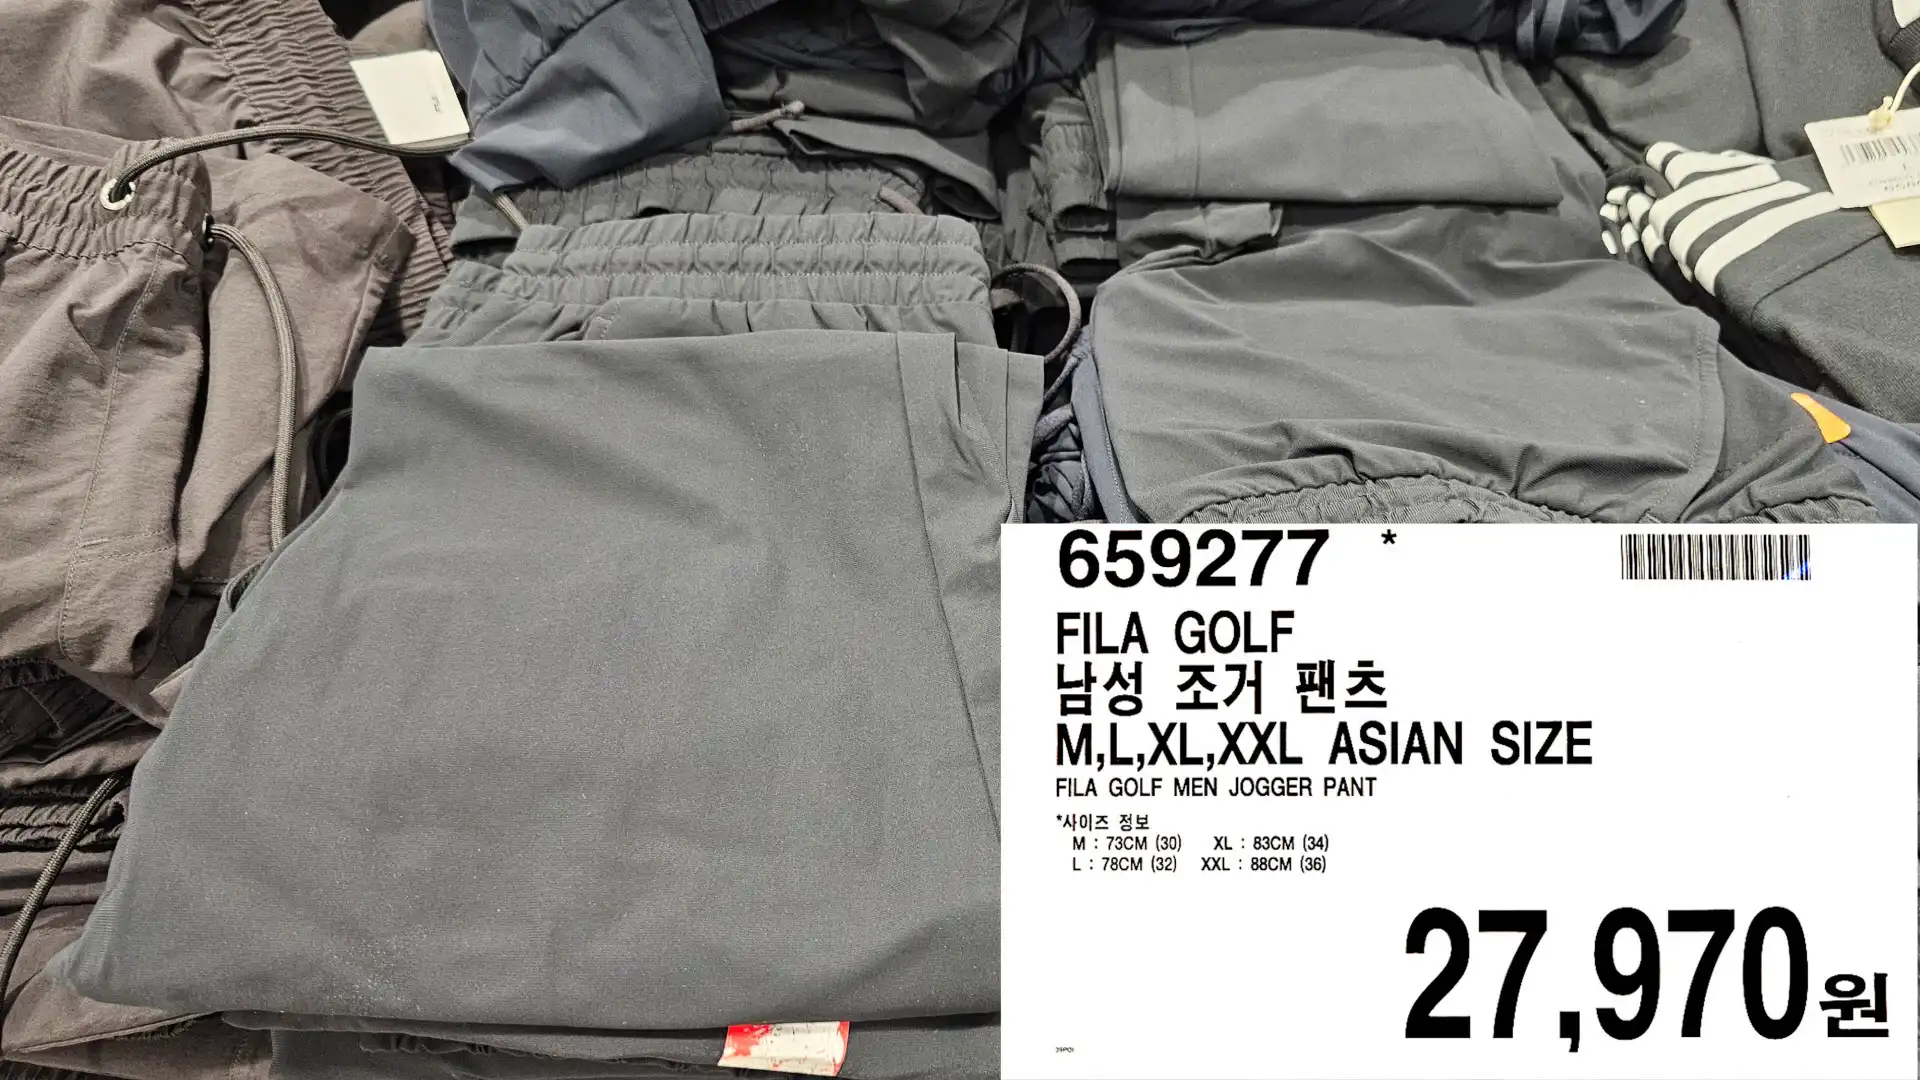 659277 *
FILA GOLF
남성 조거 팬츠
M,L,XL,XXL ASIAN SIZE
FILA GOLF MEN JOGGER PANT
*사이즈 정보
M : 73CM (30) XL : 83CM (34)
L : 78CM (32) XXL : 88CM (36)
27,970원